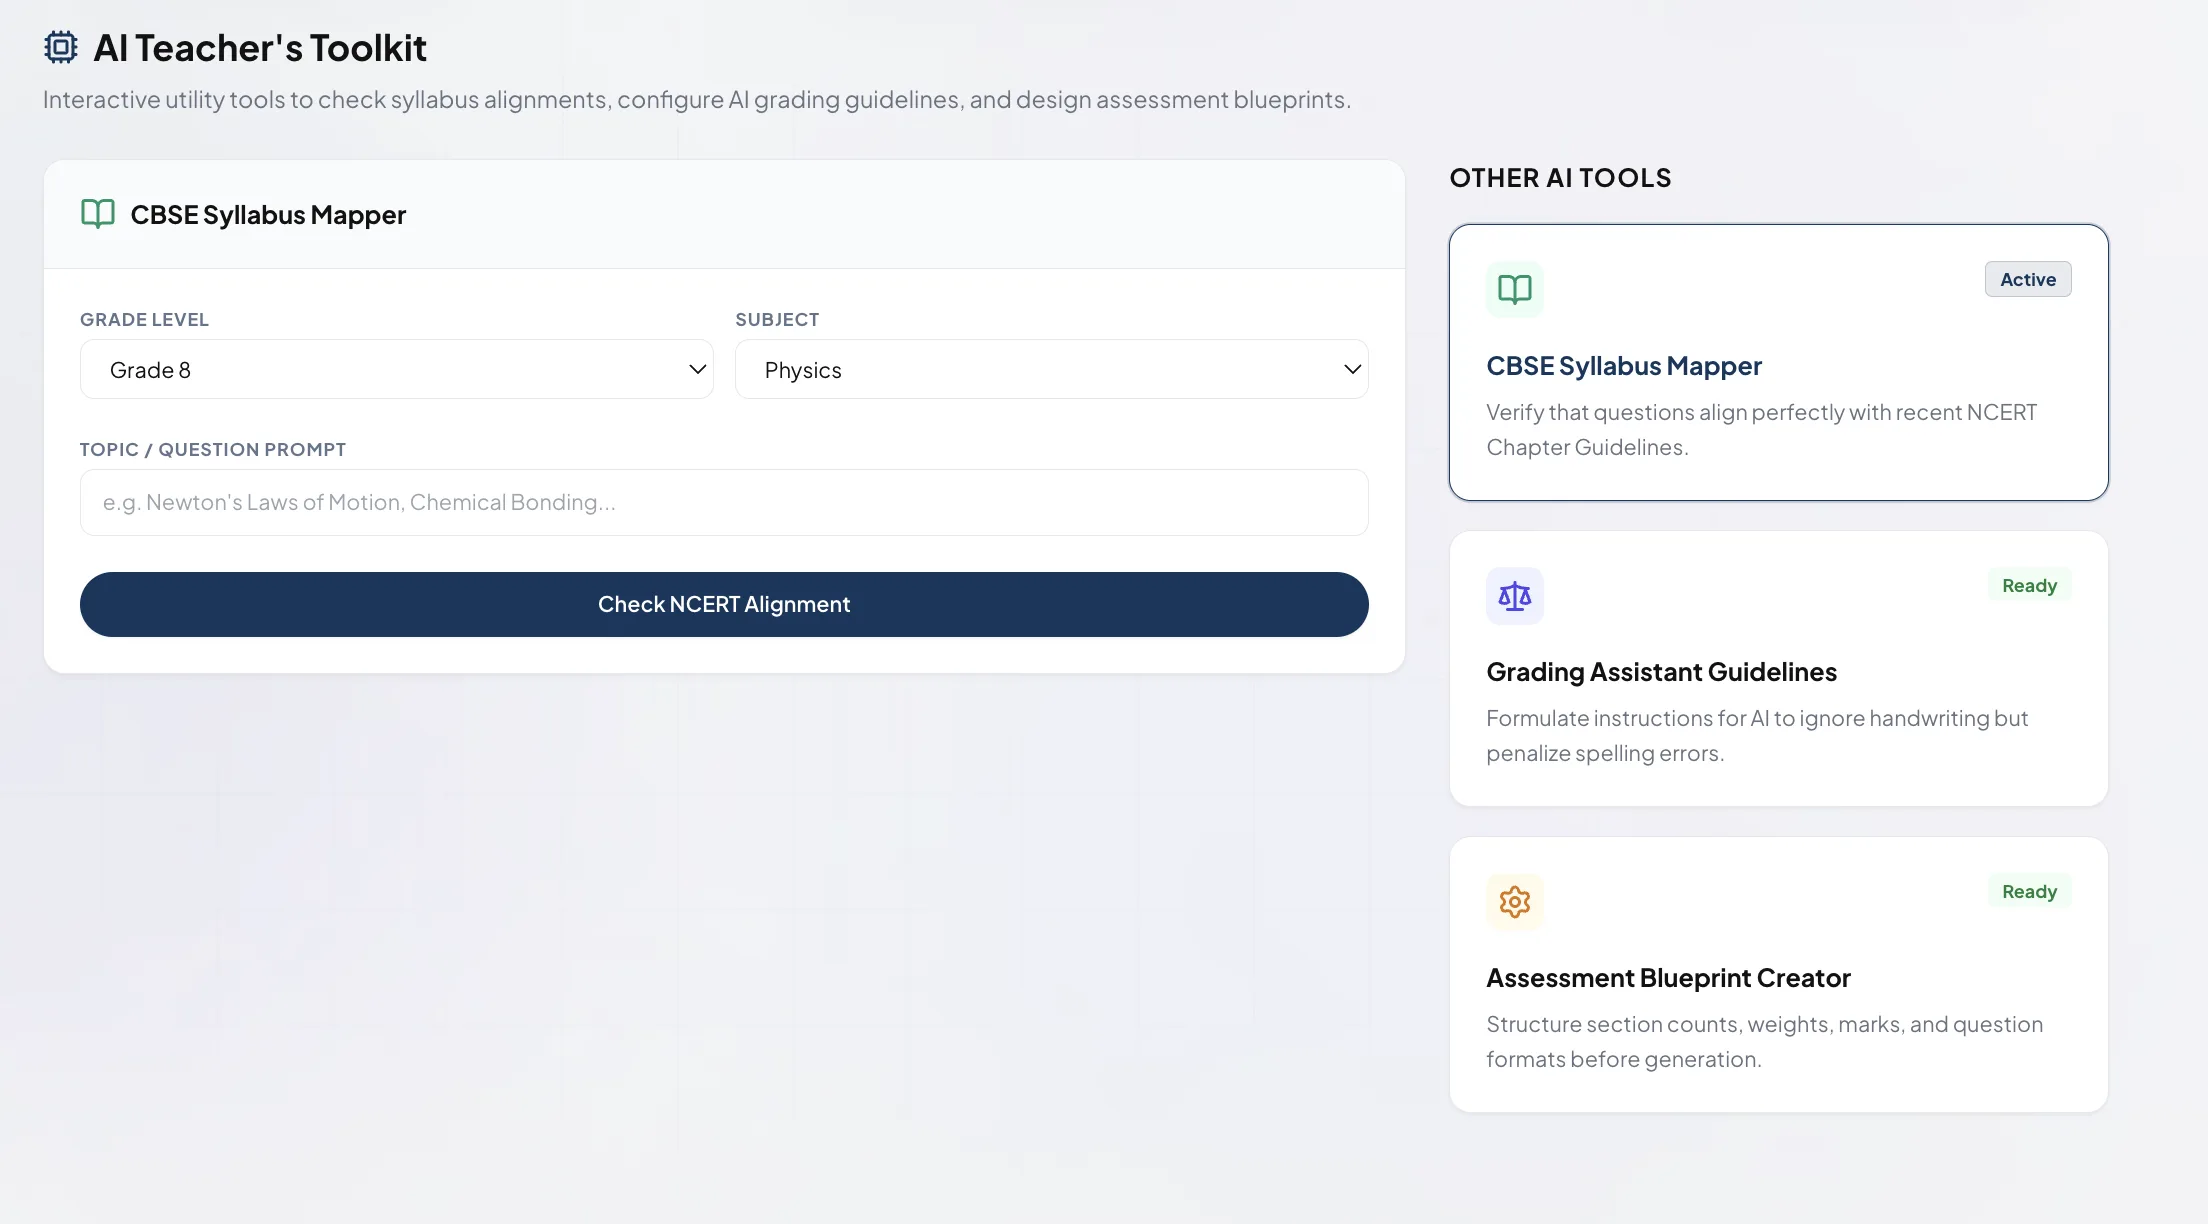 AI Teacher's Toolkit
Interactive utility tools to check syllabus alignments, configure AI grading guidelines, and design assessment blueprints.
CBSE Syllabus Mapper
GRADE LEVEL
Grade 8
SUBJECT
Physics
TOPIC / QUESTION PROMPT
e.g. Newton's Laws of Motion, Chemical Bonding...
Check NCERT Alignment
OTHER AI TOOLS
Active
CBSE Syllabus Mapper
Verify that questions align perfectly with recent NCERT
Chapter Guidelines.
Ready
Grading Assistant Guidelines
Formulate instructions for AI to ignore handwriting but
penalize spelling errors.
Ready
Assessment Blueprint Creator
Structure section counts, weights, marks, and question
formats before generation.